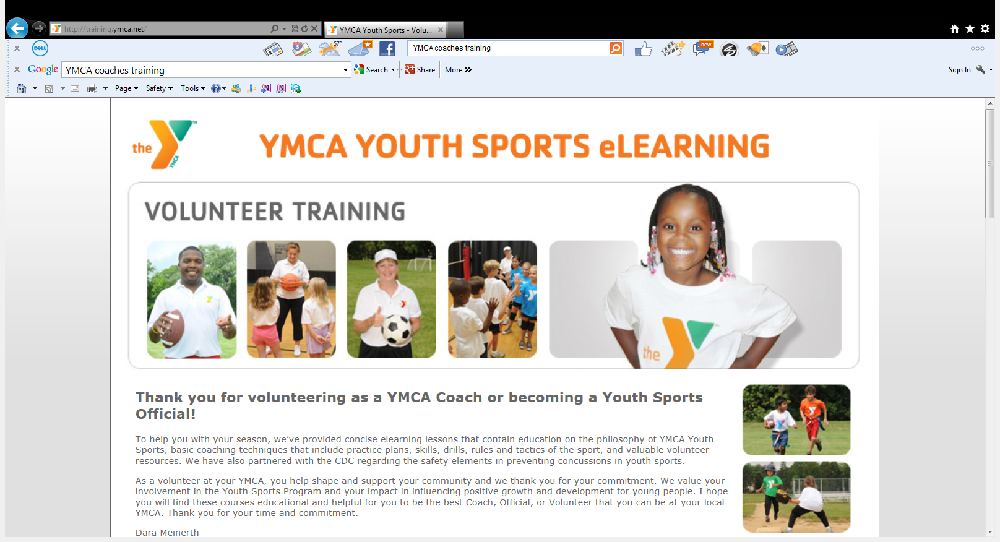 http://training.ymca.net/
YMCA Youth Sports - Volu...
DELL
57°
YMCA coaches training
new
Google
YMCA coaches training
Search
Share
More
Sign In
Page
Safety
Tools
the
YMCA
YMCA YOUTH SPORTS eLEARNING
VOLUNTEER TRAINING
the
Thank you for volunteering as a YMCA Coach or becoming a Youth Sports
Official!
To help you with your season, we’ve provided concise elearning lessons that contain education on the philosophy of YMCA Youth
Sports, basic coaching techniques that include practice plans, skills, drills, rules and tactics of the sport, and valuable volunteer
resources. We have also partnered with the CDC regarding the safety elements in preventing concussions in youth sports.
As a volunteer at your YMCA, you help shape and support your community and we thank you for your commitment. We value your
involvement in the Youth Sports Program and your impact in influencing positive growth and development for young people. I hope
you will find these courses educational and helpful for you to be the best Coach, Official, or Volunteer that you can be at your local
YMCA. Thank you for your time and commitment.
Dara Meinerth